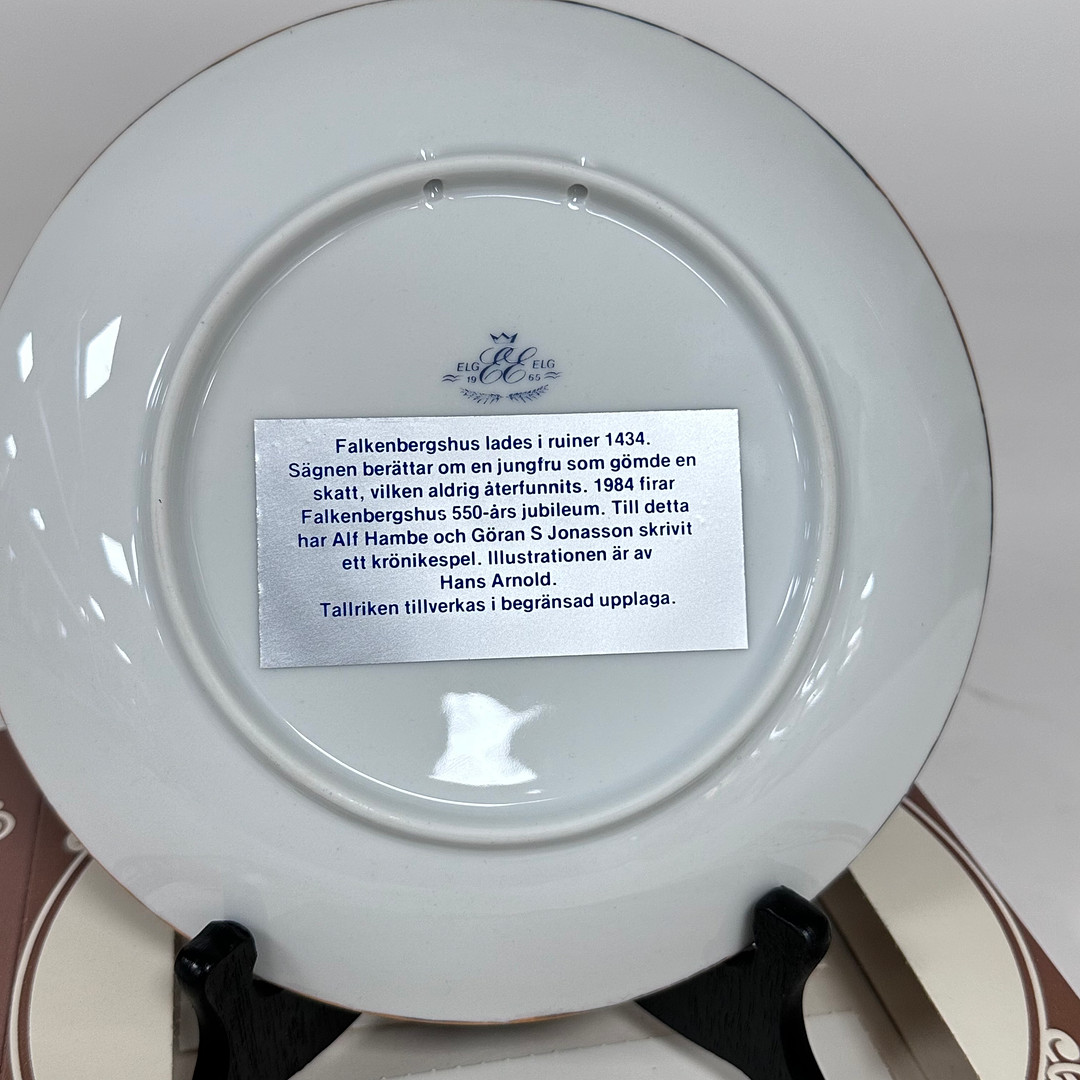 ELG EE ELG
19 65
Falkenbergshus lades i ruiner 1434.
Sägnen berättar om en jungfru som gömde en
skatt, vilken aldrig återfunnits. 1984 firar
Falkenbergshus 550-års jubileum. Till detta
har Alf Hambe och Göran S Jonasson skrivit
ett krönikespel. Illustrationen är av
Hans Arnold.
Tallriken tillverkas i begränsad upplaga.